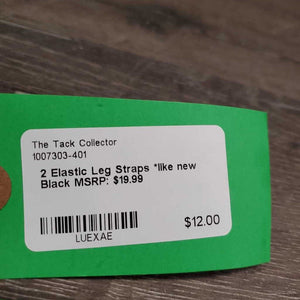 The Tack Collector
1007303-401
2 Elastic Leg Straps *like new
Black MSRP: $19.99
$12.00
LUEXAE